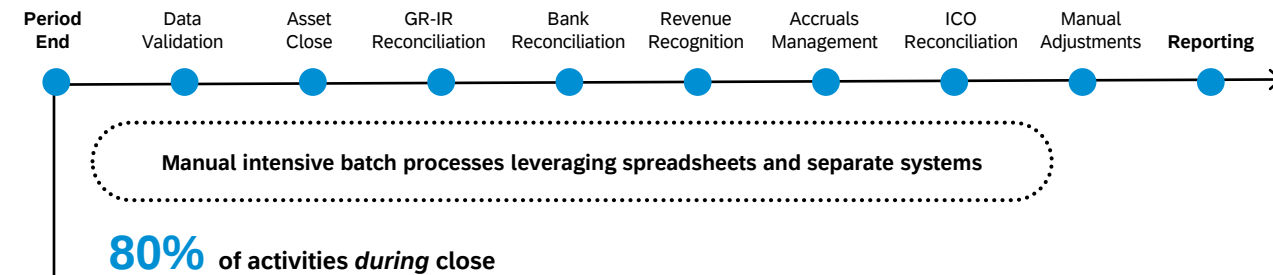 Period
End
Data
Validation
Asset
Close
GR-IR
Reconciliation
Bank
Reconciliation
Revenue
Recognition
Accruals
Management
ICO
Reconciliation
Manual
Adjustments
Reporting
Manual intensive batch processes leveraging spreadsheets and separate systems
80% of activities during close